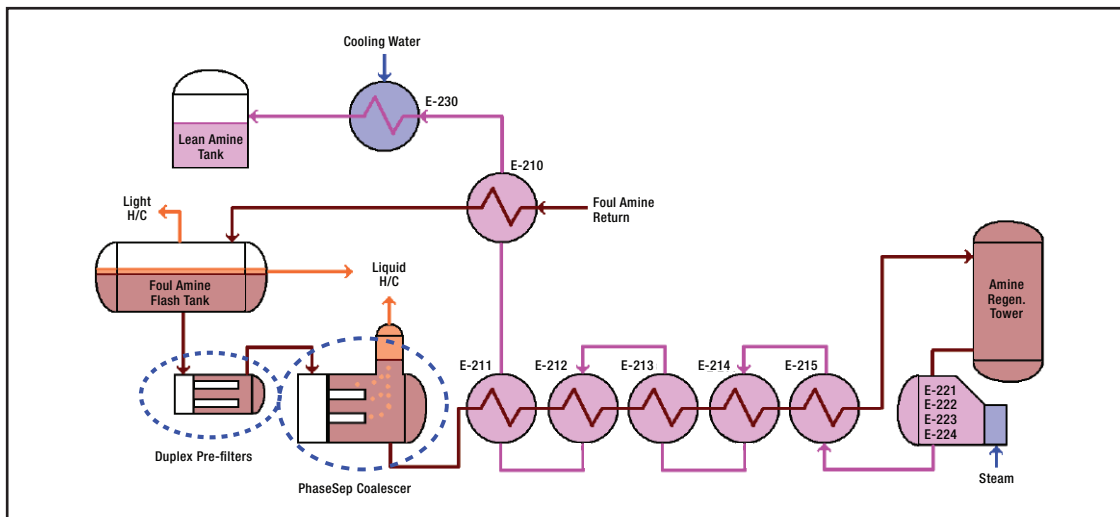 Cooling Water
E-230
Lean Amine
Tank
E-210
Light
H/C
Foul Amine
Return
Foul Amine
Flash Tank
Liquid
H/C
Amine
Regen.
Tower
E-211
E-212
E-213
E-214
E-215
E-221
E-222
E-223
E-224
Duplex Pre-filters
PhaseSep Coalescer
Steam